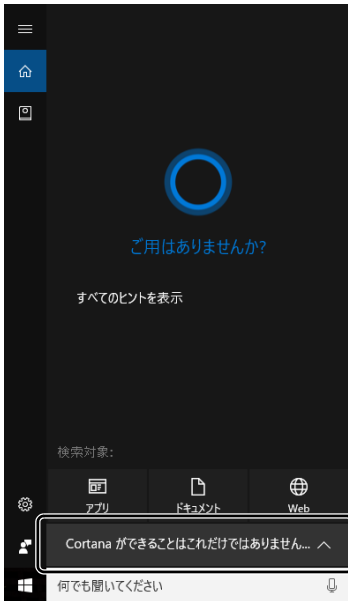 ご用はありませんか?
すべてのヒントを表示
検索対象:
アプリ
ドキュメント
Web
Cortana ができることはこれだけではありません...
何でも聞いてください